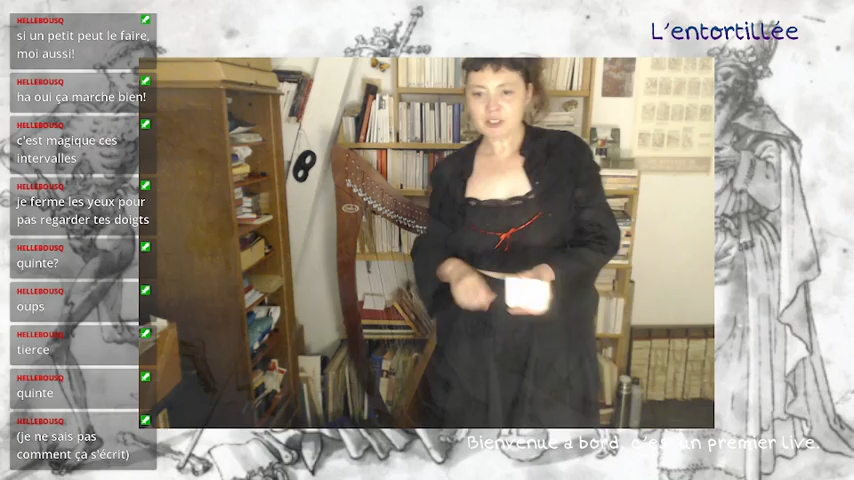 L'entortillée
HELLEBOUSQ
si un petit peut le faire,
moi aussi!
HELLEBOUSQ
ha oui ça marche bien!
HELLEBOUSQ
c'est magique ces
intervalles
HELLEBOUSQ
je ferme les yeux pour
pas regarder tes doigts
HELLEBOUSQ
quinte?
HELLEBOUSQ
oups
HELLEBOUSQ
tierce
HELLEBOUSQ
quinte
HELLEBOUSQ
(je ne sais pas
comment ça s'écrit)
Bienvenue à bord, c'est un premier live.